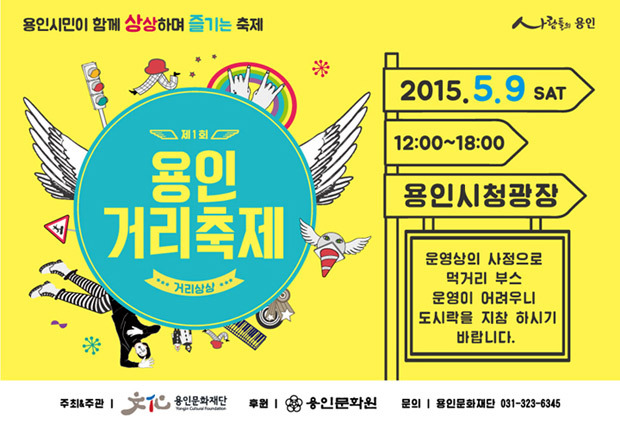 용인시민이 함께 상상하며 즐기는 축제
사람들의 용인
제1회
용인
거리축제
거리상상
2015.5.9 SAT
12:00~18:00
용인시청광장
운영상의 사정으로
먹거리 부스
운영이 어려우니
도시락을 지참 하시기
바랍니다.
주최&주관 | 文化 용인문화재단 Yongin Cultural Foundation 후원 | 용인문화원 문의 | 용인문화재단 031-323-6345